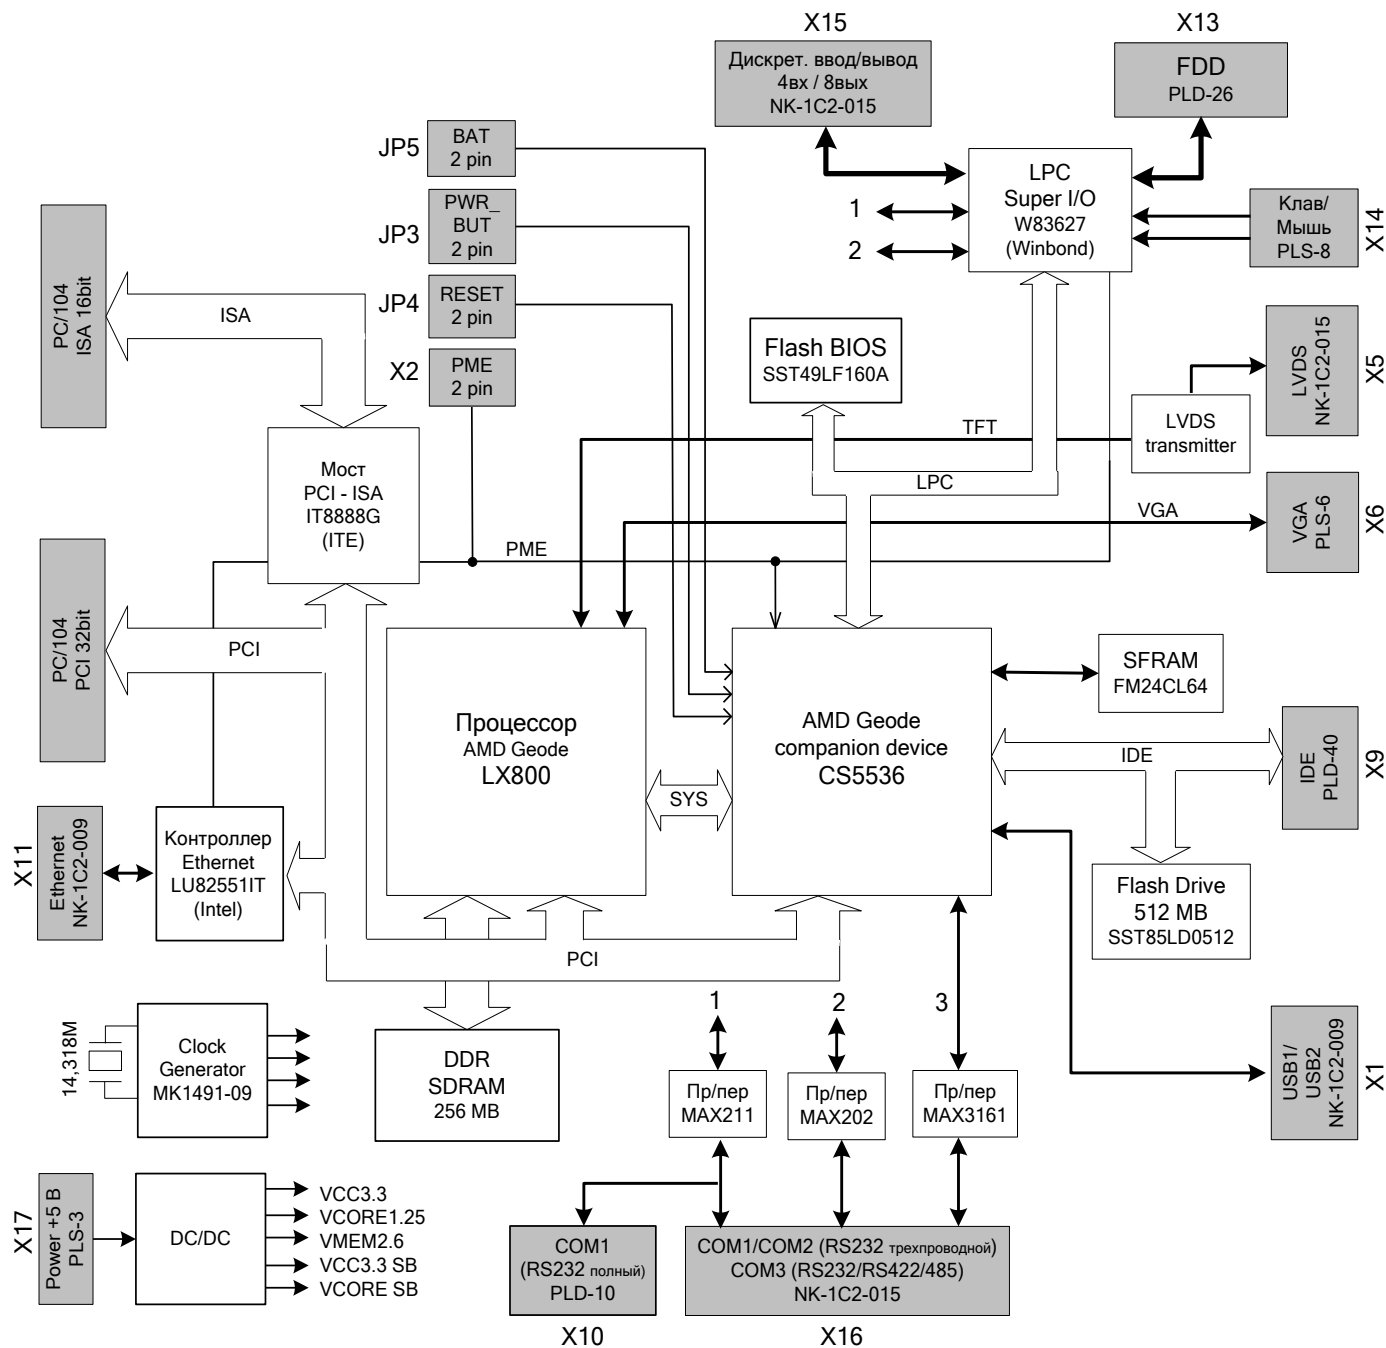 X15
Дискрет. ввод/вывод
4вх / 8вых
NK-1C2-015
X13
FDD
PLD-26
JP5
BAT
2 pin
JP3
PWR_
BUT
2 pin
JP4
RESET
2 pin
X2
PME
2 pin
LPC
Super I/O
W83627
(Winbond)
1
2
Клав/
Мышь
PLS-8
X14
PC/104
ISA 16bit
ISA
Flash BIOS
SST49LF160A
LVDS
NK-1C2-015
X5
LVDS
transmitter
TFT
LPC
Мост
PCI - ISA
IT8888G
(ITE)
VGA
VGA
PLS-6
X6
PME
PC/104
PCI 32bit
PCI
Процессор
AMD Geode
LX800
SYS
AMD Geode
companion device
CS5536
SFRAM
FM24CL64
IDE
IDE
PLD-40
X9
X11
Ethernet
NK-1C2-009
Контроллер
Ethernet
LU82551IT
(Intel)
Flash Drive
512 MB
SST85LD0512
PCI
14,318M
Clock
Generator
MK1491-09
DDR
SDRAM
256 MB
1
2
3
Пр/пер
MAX211
Пр/пер
MAX202
Пр/пер
MAX3161
USB1/
USB2
NK-1C2-009
X1
X17
Power +5 В
PLS-3
DC/DC
VCC3.3
VCORE1.25
VMEM2.6
VCC3.3 SB
VCORE SB
COM1
(RS232 полный)
PLD-10
X10
COM1/COM2 (RS232 трехпроводной)
COM3 (RS232/RS422/485)
NK-1C2-015
X16